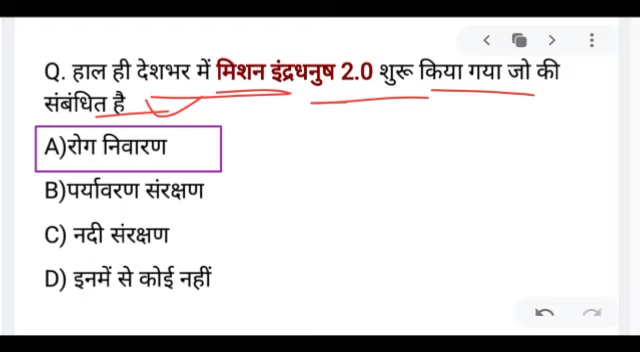 Q. हाल ही देशभर में मिशन इंद्रधनुष 2.0 शुरू किया गया जो की
संबंधित है
A)रोग निवारण
B)पर्यावरण संरक्षण
C) नदी संरक्षण
D) इनमें से कोई नहीं